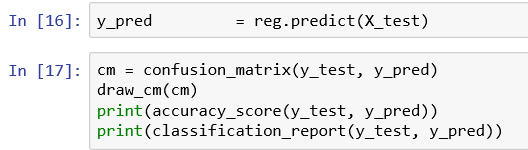 In [16]: y_pred         = reg.predict(X_test)
In [17]: cm = confusion_matrix(y_test, y_pred)
draw_cm(cm)
print(accuracy_score(y_test, y_pred))
print(classification_report(y_test, y_pred))